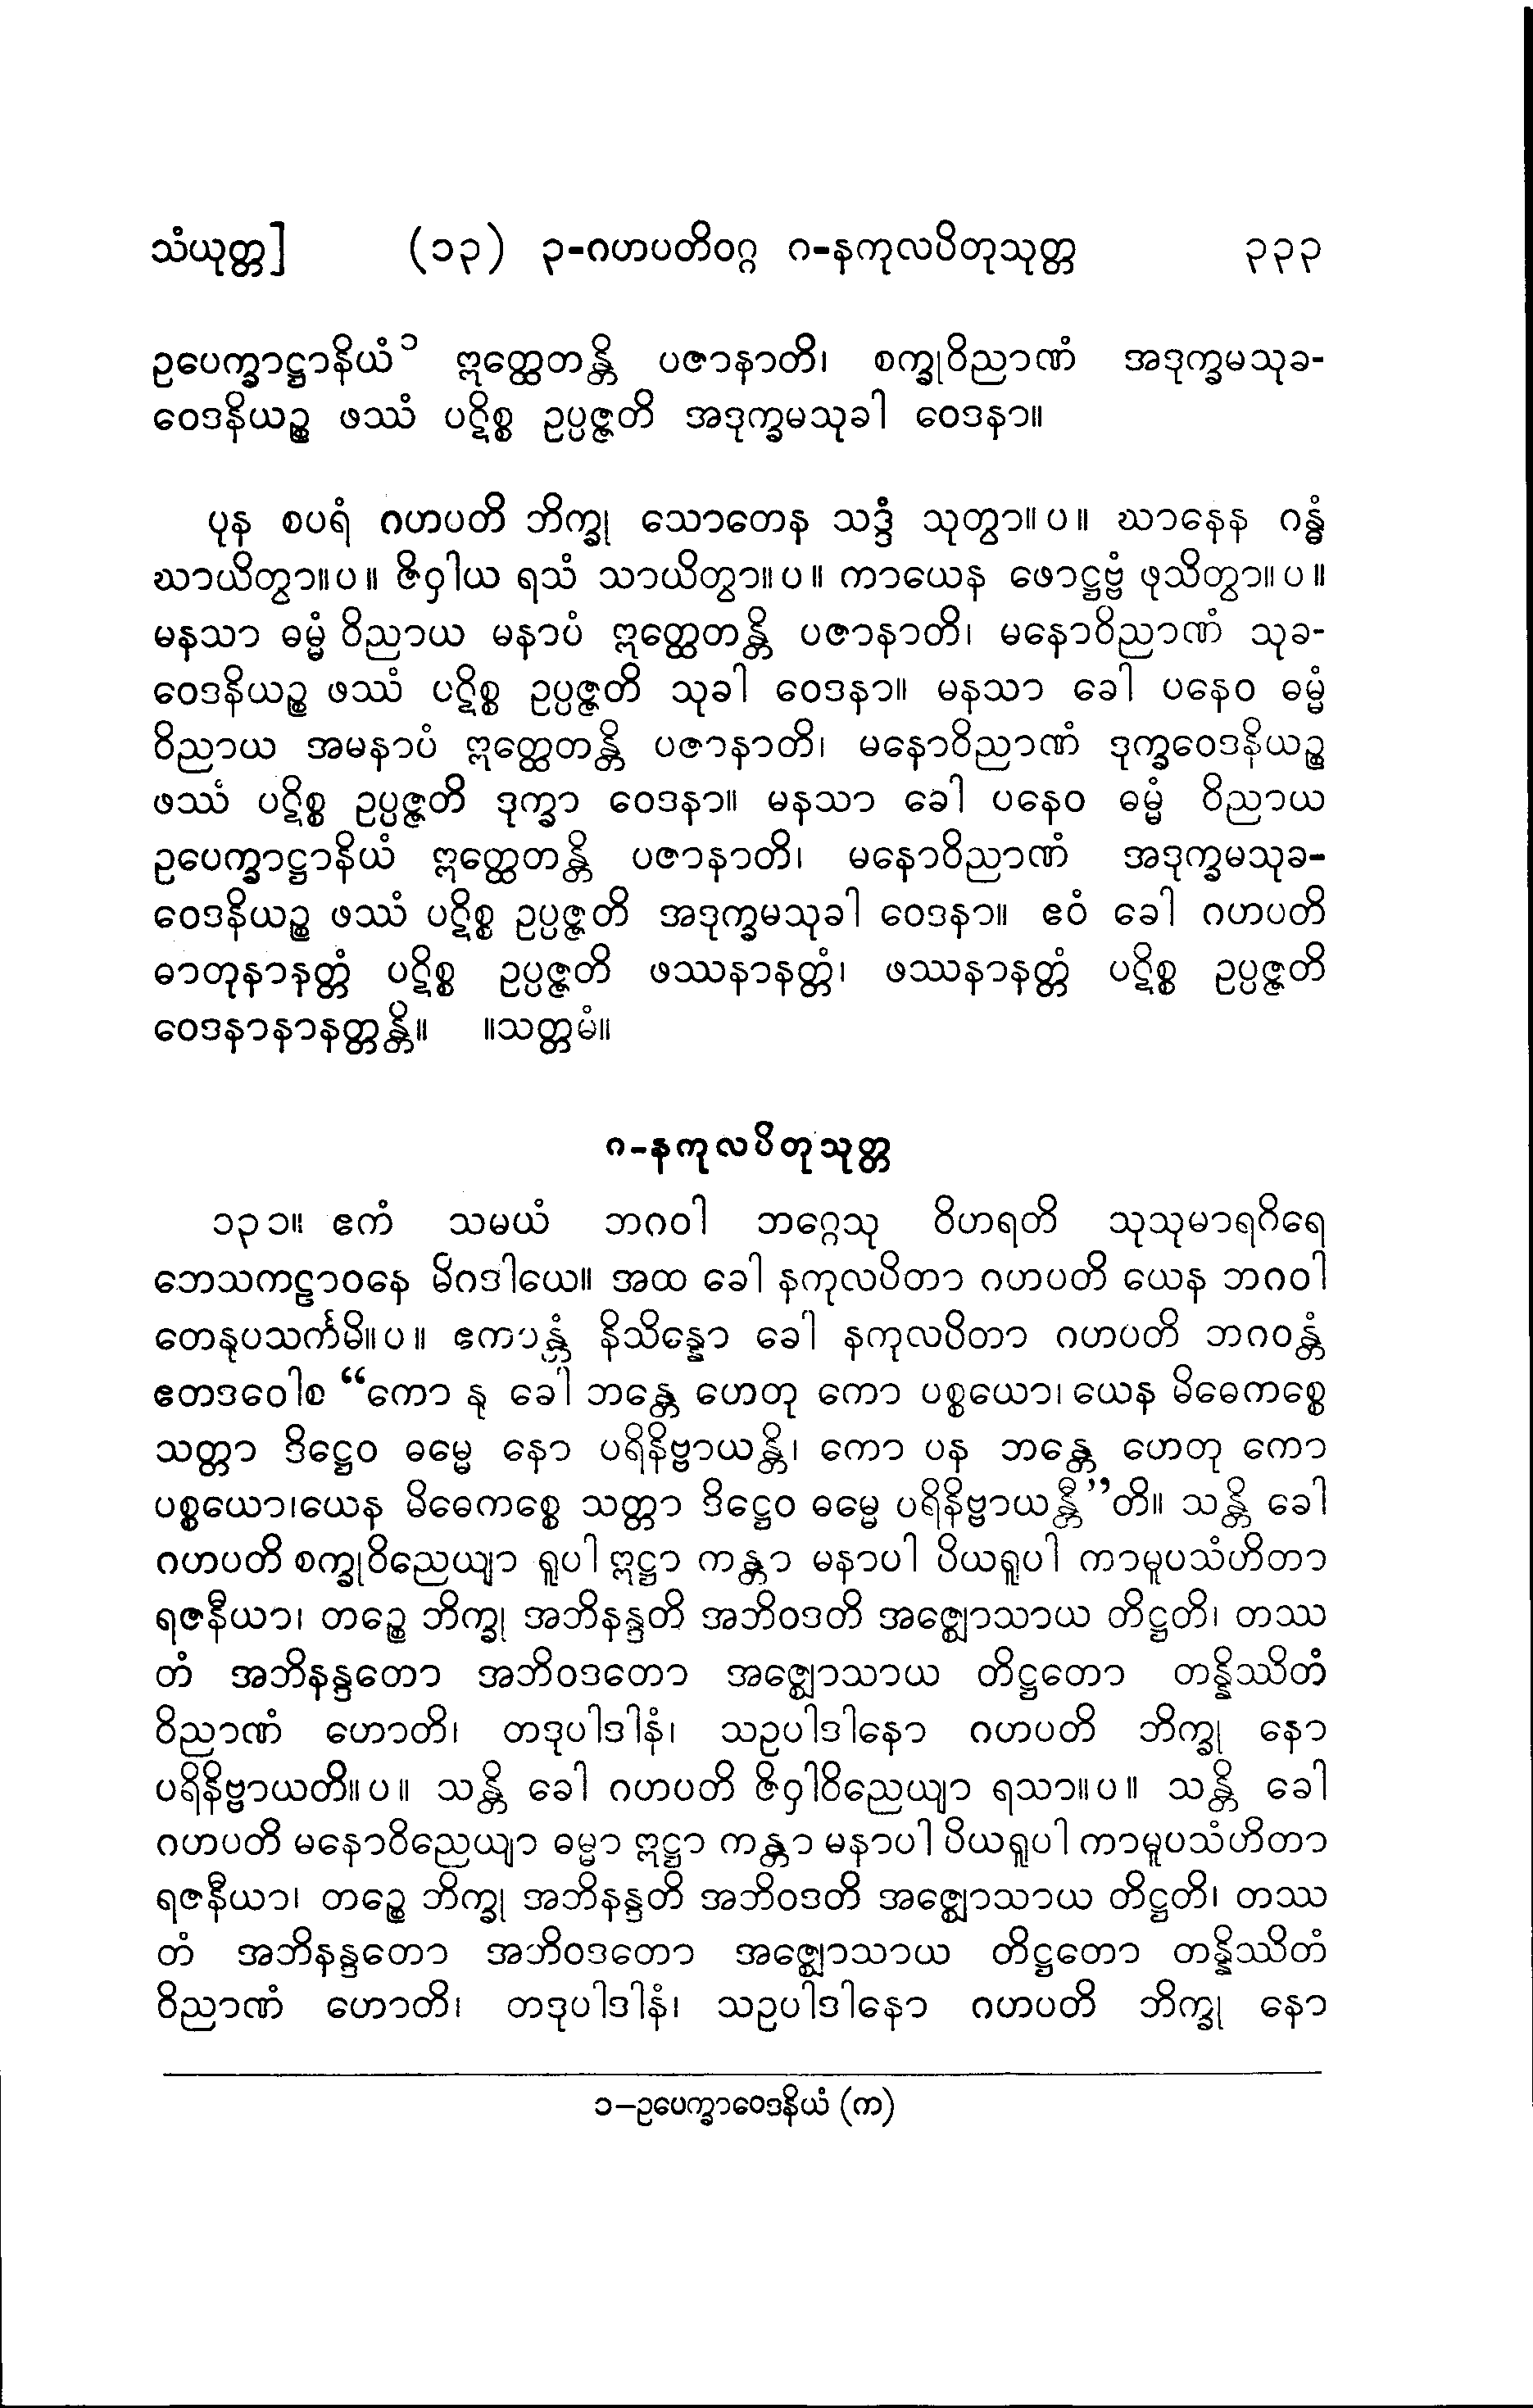 သံယုတ္တ] (၁၃) ၃-ဂဟပတိဝဂ္ဂ ဂ-နကုလပိတုသုတ္တ ၃၃၃
ဥပေက္ခာဋ္ဌာနိယံ ၁ ဣတ္ထေတန္တိ ပဇာနာတိ၊ စက္ခုဝိညာဏံ အဒုက္ခမသုခ-
ဝေဒနိယဉ္စ ဖဿံ ပဋိစ္စ ဥပ္ပဇ္ဇတိ အဒုက္ခမသုခါ ဝေဒနာ။
ပုန စပရံ ဂဟပတိ ဘိက္ခု သောတေန သဒ္ဒံ သုတွာ။ပ။ ဃာနေန ဂန္ဓံ
ဃာယိတွာ။ပ။ ဇိဝှါယ ရသံ သာယိတွာ။ပ။ ကာယေန ဖောဋ္ဌဗ္ဗံ ဖုသိတွာ။ပ။
မနသာ ဓမ္မံ ဝိညာယ မနာပံ ဣတ္ထေတန္တိ ပဇာနာတိ၊ မနောဝိညာဏံ သုခ-
ဝေဒနိယဉ္စ ဖဿံ ပဋိစ္စ ဥပ္ပဇ္ဇတိ သုခါ ဝေဒနာ။ မနသာ ခေါ ပနေဝ ဓမ္မံ
ဝိညာယ အမနာပံ ဣတ္ထေတန္တိ ပဇာနာတိ၊ မနောဝိညာဏံ ဒုက္ခဝေဒနိယဉ္စ
ဖဿံ ပဋိစ္စ ဥပ္ပဇ္ဇတိ ဒုက္ခာ ဝေဒနာ။ မနသာ ခေါ ပနေဝ ဓမ္မံ ဝိညာယ
ဥပေက္ခာဋ္ဌာနိယံ ဣတ္ထေတန္တိ ပဇာနာတိ၊ မနောဝိညာဏံ အဒုက္ခမသုခ-
ဝေဒနိယဉ္စ ဖဿံ ပဋိစ္စ ဥပ္ပဇ္ဇတိ အဒုက္ခမသုခါ ဝေဒနာ။ ဧဝံ ခေါ ဂဟပတိ
ဓာတုနာနတ္တံ ပဋိစ္စ ဥပ္ပဇ္ဇတိ ဖဿနာနတ္တံ၊ ဖဿနာနတ္တံ ပဋိစ္စ ဥပ္ပဇ္ဇတိ
ဝေဒနာနာနတ္တန္တိ။ ။သတ္တမံ။
ဂ-နကုလပိတုသုတ္တ
၁၃၁။ ဧကံ သမယံ ဘဂဝါ ဘဂ္ဂေသု ဝိဟရတိ သုသုမာရဂိရေ
ဘေသကဠာဝနေ မိဂဒါယေ။ အထ ခေါ နကုလပိတာ ဂဟပတိ ယေန ဘဂဝါ
တေနုပသင်္ကမိ။ပ။ ဧကမန္တံ နိသိန္နော ခေါ နကုလပိတာ ဂဟပတိ ဘဂဝန္တံ
ဧတဒဝေါစ “ကော နု ခေါ ဘန္တေ ဟေတု ကော ပစ္စယော၊ ယေန မိဓေကစ္စေ
သတ္တာ ဒိဋ္ဌေဝ ဓမ္မေ နော ပရိနိဗ္ဗာယန္တိ၊ ကော ပန ဘန္တေ ဟေတု ကော
ပစ္စယော၊ယေန မိဓေကစ္စေ သတ္တာ ဒိဋ္ဌေဝ ဓမ္မေ ပရိနိဗ္ဗာယန္တီ”တိ။ သန္တိ ခေါ
ဂဟပတိ စက္ခုဝိညေယျာ ရူပါ ဣဋ္ဌာ ကန္တာ မနာပါ ပိယရူပါ ကာမူပသံဟိတာ
ရဇနီယာ၊ တဉ္စေ ဘိက္ခု အဘိနန္ဒတိ အဘိဝဒတိ အဇ္ဈောသာယ တိဋ္ဌတိ၊ တဿ
တံ အဘိနန္ဒတော အဘိဝဒတော အဇ္ဈောသာယ တိဋ္ဌတော တန္နိဿိတံ
ဝိညာဏံ ဟောတိ၊ တဒုပါဒါနံ၊ သဥပါဒါနော ဂဟပတိ ဘိက္ခု နော
ပရိနိဗ္ဗာယတိ။ပ။ သန္တိ ခေါ ဂဟပတိ ဇိဝှါဝိညေယျာ ရသာ။ပ။ သန္တိ ခေါ
ဂဟပတိ မနောဝိညေယျာ ဓမ္မာ ဣဋ္ဌာ ကန္တာ မနာပါ ပိယရူပါ ကာမူပသံဟိတာ
ရဇနီယာ၊ တဉ္စေ ဘိက္ခု အဘိနန္ဒတိ အဘိဝဒတိ အဇ္ဈောသာယ တိဋ္ဌတိ၊ တဿ
တံ အဘိနန္ဒတော အဘိဝဒတော အဇ္ဈောသာယ တိဋ္ဌတော တန္နိဿိတံ
ဝိညာဏံ ဟောတိ၊ တဒုပါဒါနံ၊ သဥပါဒါနော ဂဟပတိ ဘိက္ခု နော
၁–ဥပေက္ခာဝေဒနိယံ (က)